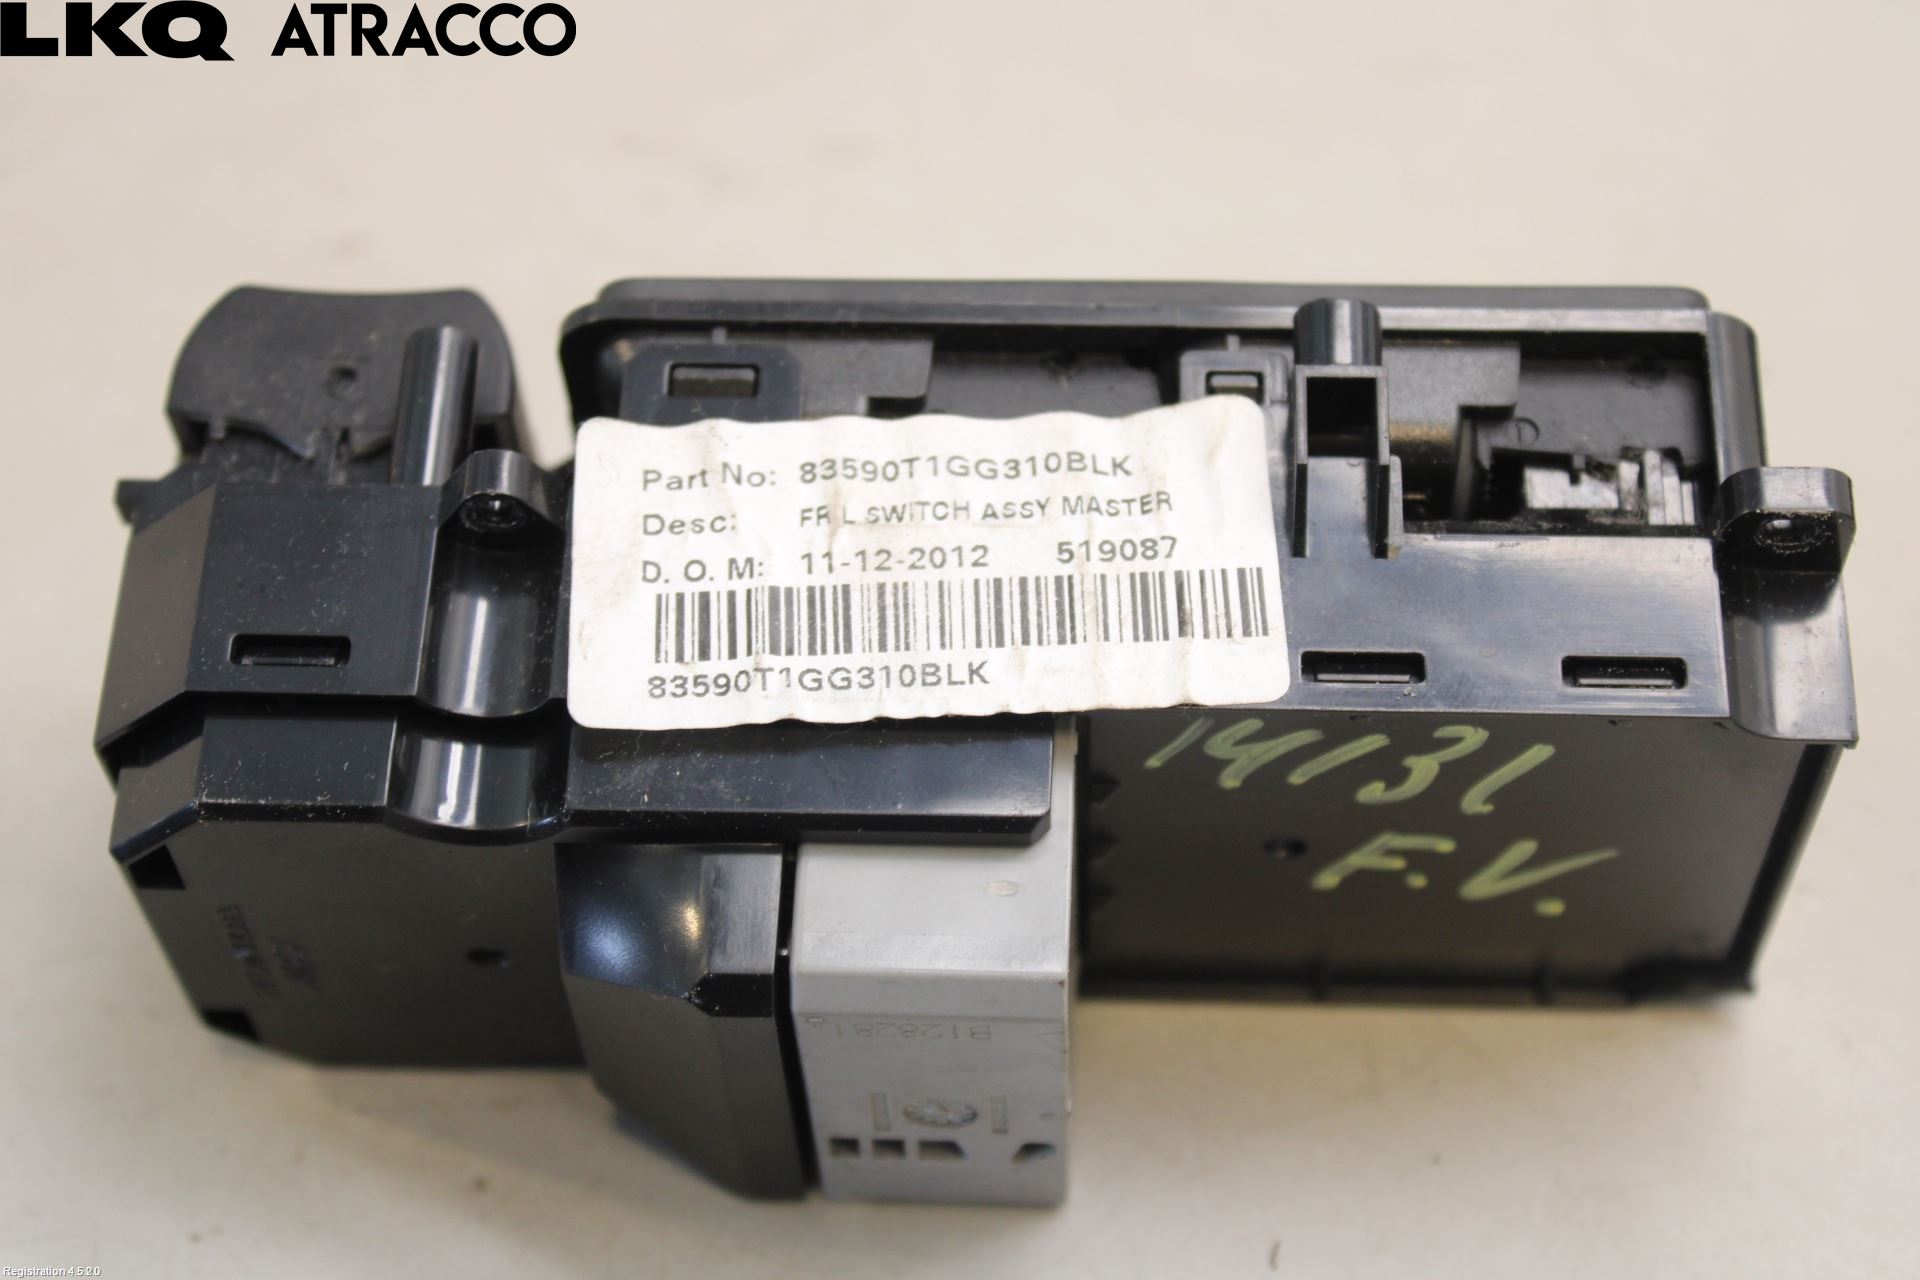 LKQ ATRACCO
Part No: 83590T1GG310BLK
Desc: FR L SWITCH ASSY MASTER
D. O. M: 11-12-2012 519087
83590T1GG310BLK
14131
F.V.
B128281
Registration 4.5.2.0